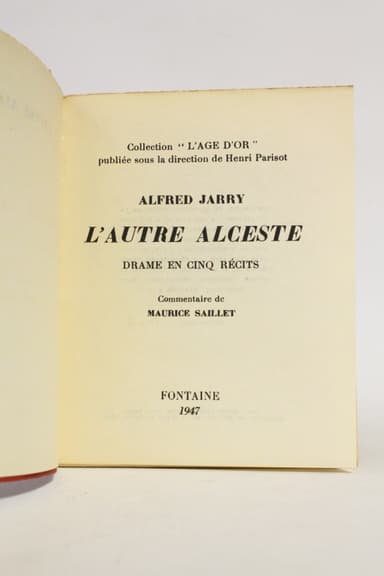 Collection " L'AGE D'OR "
publiée sous la direction de Henri Parisot
ALFRED JARRY
L'AUTRE ALCESTE
DRAME EN CINQ RÉCITS
Commentaire de
MAURICE SAILLET
FONTAINE
1947